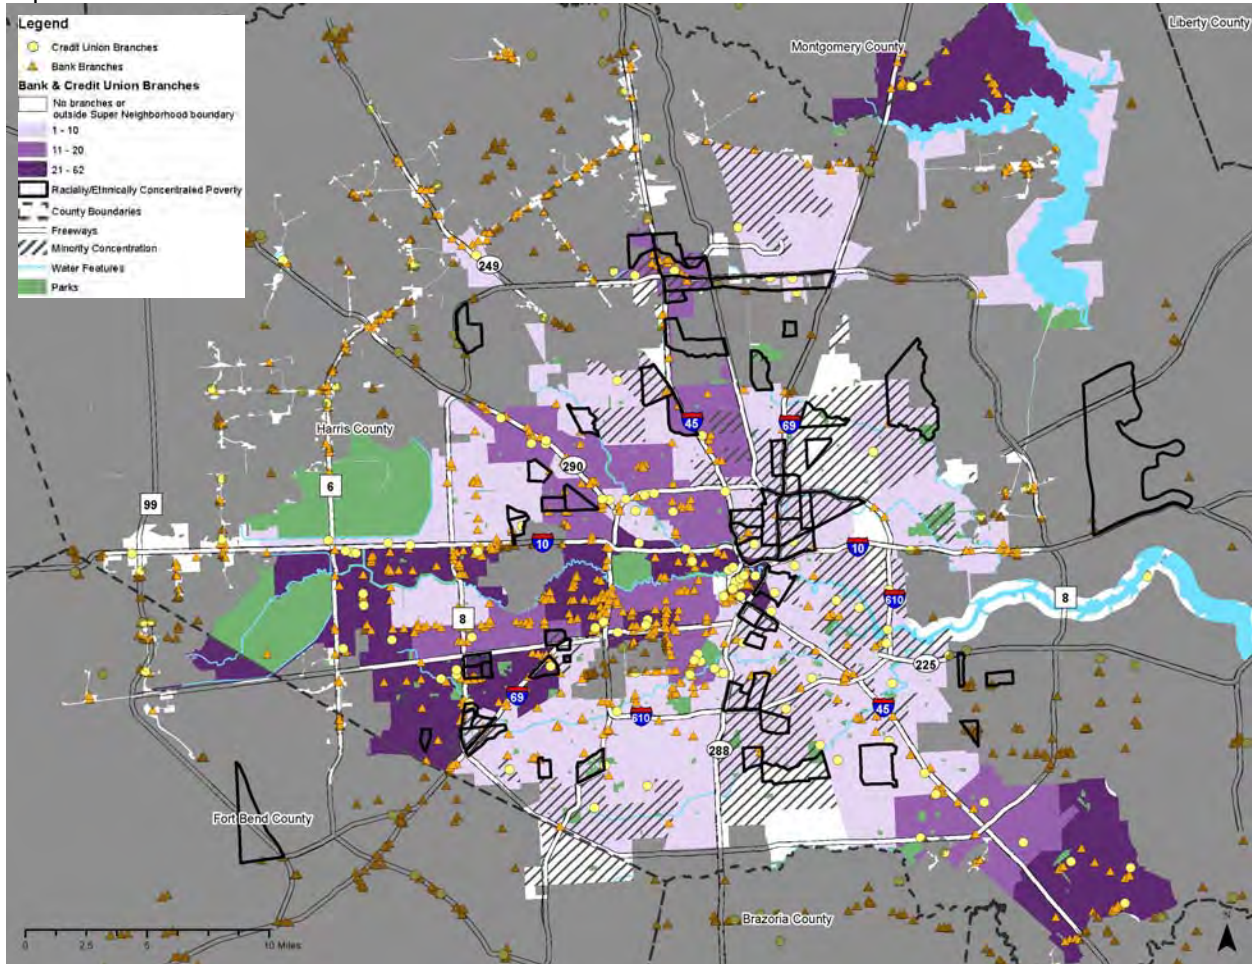 Legend
Credit Union Branches
Bank Branches
Bank & Credit Union Branches
No branches or
outside Super Neighborhood boundary
1 - 10
11 - 20
21 - 62
Racially/Ethnically Concentrated Poverty
County Boundaries
Freeways
Minority Concentration
Water Features
Parks
Liberty County
Montgomery County
249
45
69
Harris County
290
6
99
10
10
610
8
8
225
69
610
45
288
Fort Bend County
Brazoria County
N
0 2.5 5 10 Miles